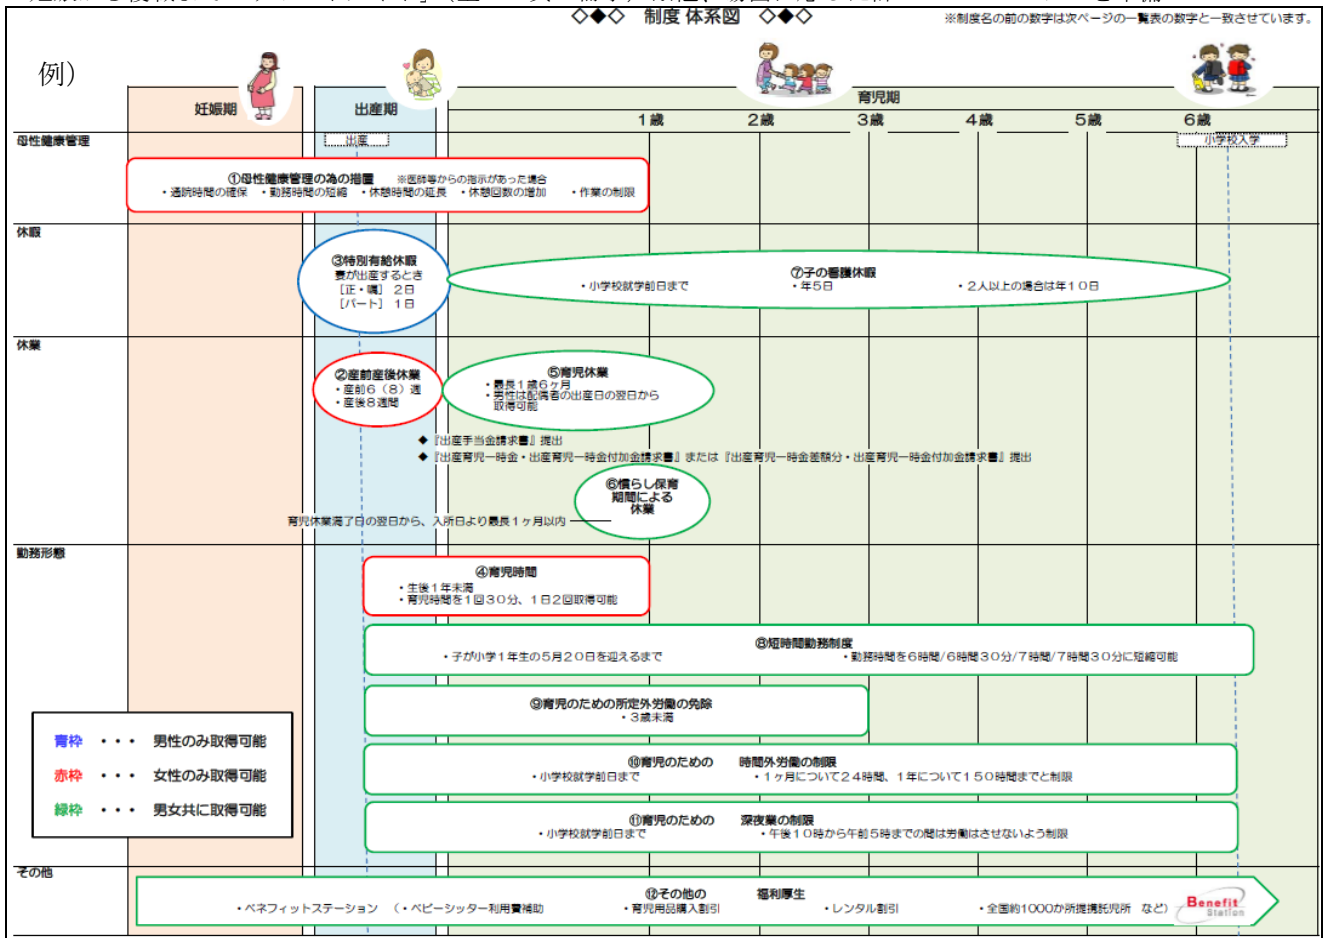 ◇◆◇ 制度 体系図 ◇◆◇
※制度名の前の数字は次ページの一覧表の数字と一致させています。
例）
妊娠期
出産期
育児期
1歳 2歳 3歳 4歳 5歳 6歳
母性健康管理
出産
小学校入学
①母性健康管理の為の措置 ※医師等からの指示があった場合
・通院時間の確保 ・勤務時間の短縮 ・休憩時間の延長 ・休憩回数の増加 ・作業の制限
休暇
③特別有給休暇
妻が出産するとき
［正・嘱］ 2日
［パート］ 1日
⑦子の看護休暇
・小学校就学前日まで ・年5日 ・2人以上の場合は年10日
休業
②産前産後休業
・産前6（8）週
・産後8週間
⑤育児休業
・最長1歳6ヶ月
・男性は配偶者の出産日の翌日から
取得可能
◆『出産手当金請求書』提出
◆『出産育児一時金・出産育児一時金付加金請求書』または『出産育児一時金差額分・出産育児一時金付加金請求書』提出
⑥慣らし保育
期間による
休業
育児休業満了日の翌日から、入所日より最長1ヶ月以内
勤務形態
④育児時間
・生後1年未満
・育児時間を1回30分、1日2回取得可能
⑧短時間勤務制度
・子が小学1年生の5月20日を迎えるまで ・勤務時間を6時間/6時間30分/7時間/7時間30分に短縮可能
⑨育児のための所定外労働の免除
・3歳未満
⑩育児のための 時間外労働の制限
・小学校就学前日まで ・1ヶ月について24時間、1年について150時間までと制限
⑪育児のための 深夜業の制限
・小学校就学前日まで ・午後10時から午前5時までの間は労働はさせないよう制限
青枠 ・・・ 男性のみ取得可能
赤枠 ・・・ 女性のみ取得可能
緑枠 ・・・ 男女共に取得可能
その他
⑫その他の 福利厚生
・ベネフィットステーション （・ベビーシッター利用費補助 ・育児用品購入割引 ・レンタル割引 ・全国約1000か所提携託児所 など）
Benefit
Station